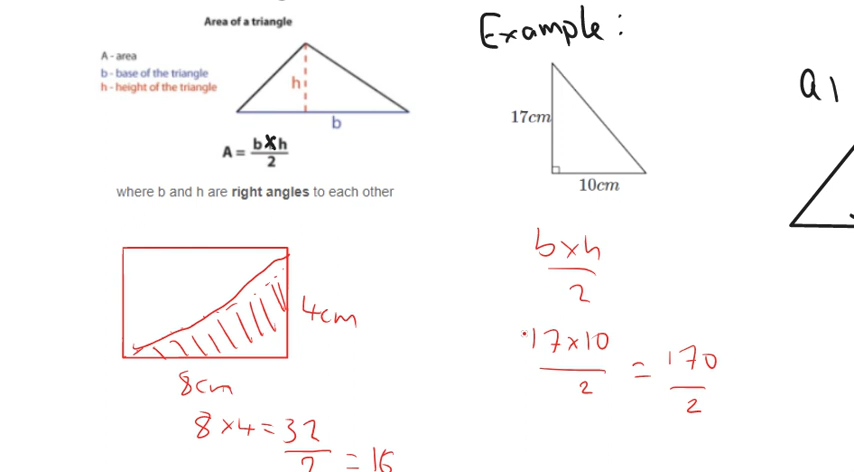 Area of a triangle
A - area
b - base of the triangle
h - height of the triangle
h
b
A = b×h
2
where b and h are right angles to each other
4cm
8cm
8×4 = 32
2
= 16
Example:
17cm
10cm
b×h
2
17×10
2
= 170
2
a)